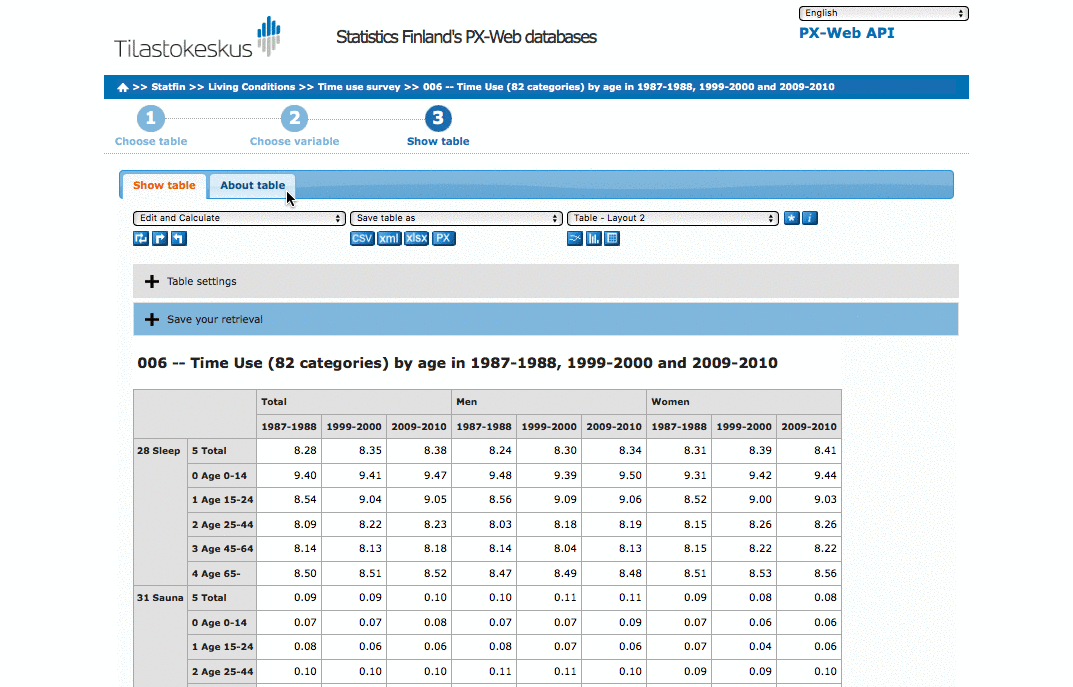 English
PX-Web API
Tilastokeskus
Statistics Finland's PX-Web databases
>> Statfin >> Living Conditions >> Time use survey >> 006 -- Time Use (82 categories) by age in 1987-1988, 1999-2000 and 2009-2010
1 2 3
Choose table Choose variable Show table
Show table About table
Edit and Calculate Save table as Table - Layout 2
CSV xml xlsx PX
+ Table settings
+ Save your retrieval
006 -- Time Use (82 categories) by age in 1987-1988, 1999-2000 and 2009-2010
Total Men Women
1987-1988 1999-2000 2009-2010 1987-1988 1999-2000 2009-2010 1987-1988 1999-2000 2009-2010
28 Sleep 5 Total 8.28 8.35 8.38 8.24 8.30 8.34 8.31 8.39 8.41
0 Age 0-14 9.40 9.41 9.47 9.48 9.39 9.50 9.31 9.42 9.44
1 Age 15-24 8.54 9.04 9.05 8.56 9.09 9.06 8.52 9.00 9.03
2 Age 25-44 8.09 8.22 8.23 8.03 8.18 8.19 8.15 8.26 8.26
3 Age 45-64 8.14 8.13 8.18 8.14 8.04 8.13 8.15 8.22 8.22
4 Age 65- 8.50 8.51 8.52 8.47 8.49 8.48 8.51 8.53 8.56
31 Sauna 5 Total 0.09 0.09 0.10 0.10 0.11 0.11 0.09 0.08 0.08
0 Age 0-14 0.07 0.07 0.08 0.07 0.07 0.09 0.07 0.06 0.06
1 Age 15-24 0.08 0.06 0.06 0.08 0.07 0.06 0.07 0.04 0.06
2 Age 25-44 0.10 0.10 0.10 0.11 0.11 0.10 0.09 0.09 0.10